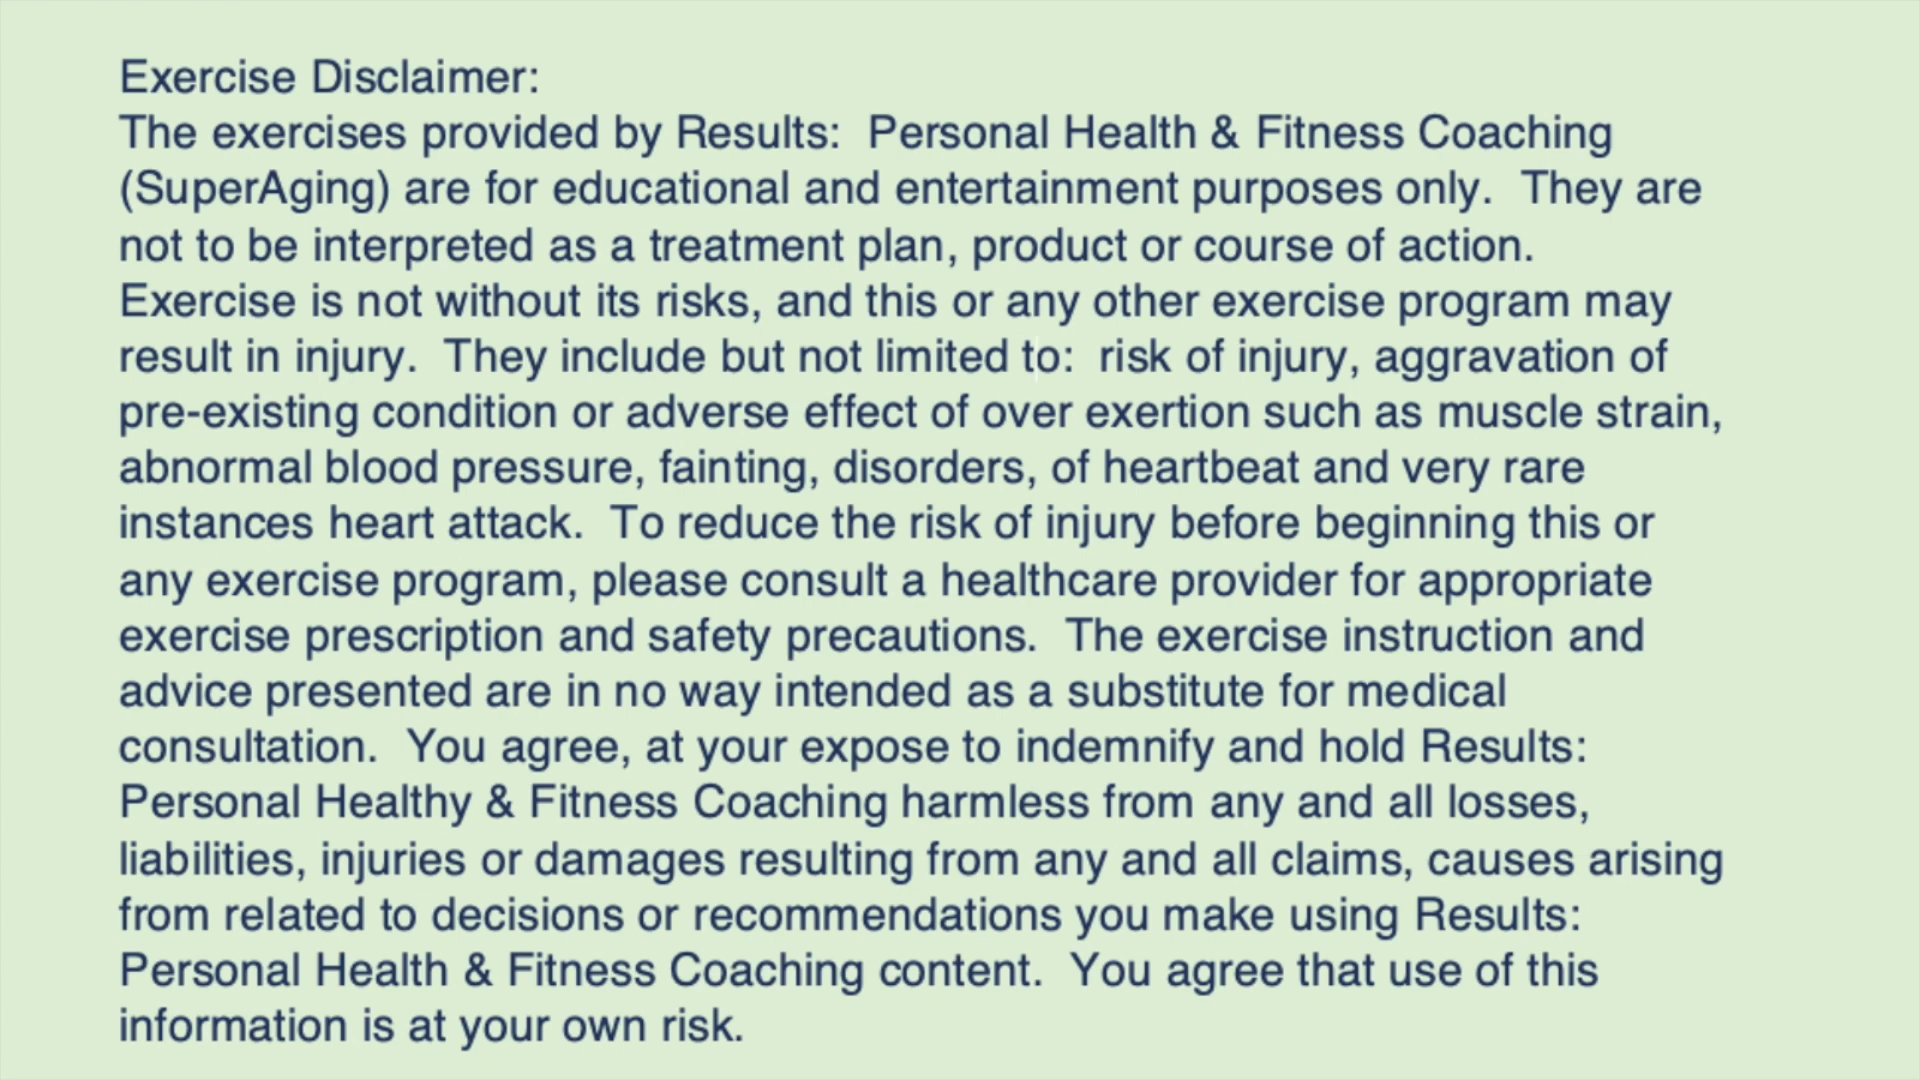 Exercise Disclaimer:
The exercises provided by Results:  Personal Health & Fitness Coaching
(SuperAging) are for educational and entertainment purposes only.  They are
not to be interpreted as a treatment plan, product or course of action.
Exercise is not without its risks, and this or any other exercise program may
result in injury.  They include but not limited to:  risk of injury, aggravation of
pre-existing condition or adverse effect of over exertion such as muscle strain,
abnormal blood pressure, fainting, disorders, of heartbeat and very rare
instances heart attack.  To reduce the risk of injury before beginning this or
any exercise program, please consult a healthcare provider for appropriate
exercise prescription and safety precautions.  The exercise instruction and
advice presented are in no way intended as a substitute for medical
consultation.  You agree, at your expose to indemnify and hold Results:
Personal Healthy & Fitness Coaching harmless from any and all losses,
liabilities, injuries or damages resulting from any and all claims, causes arising
from related to decisions or recommendations you make using Results:
Personal Health & Fitness Coaching content.  You agree that use of this
information is at your own risk.